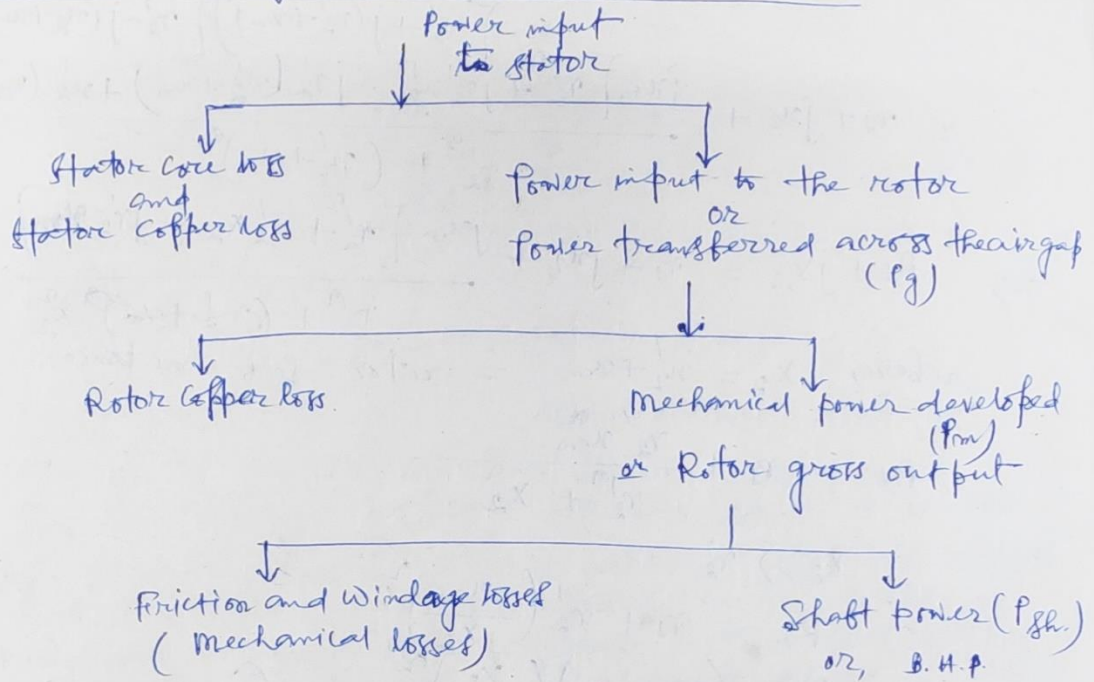 Power input
to stator
Stator core loss
and
Stator copper loss
Power input to the rotor
or
Power transferred across the airgap
(Pg)
Rotor copper loss
Mechanical power developed
(Pm)
or Rotor gross output
Friction and Windage losses
(Mechanical losses)
Shaft power (Psh.)
or, B.H.P.